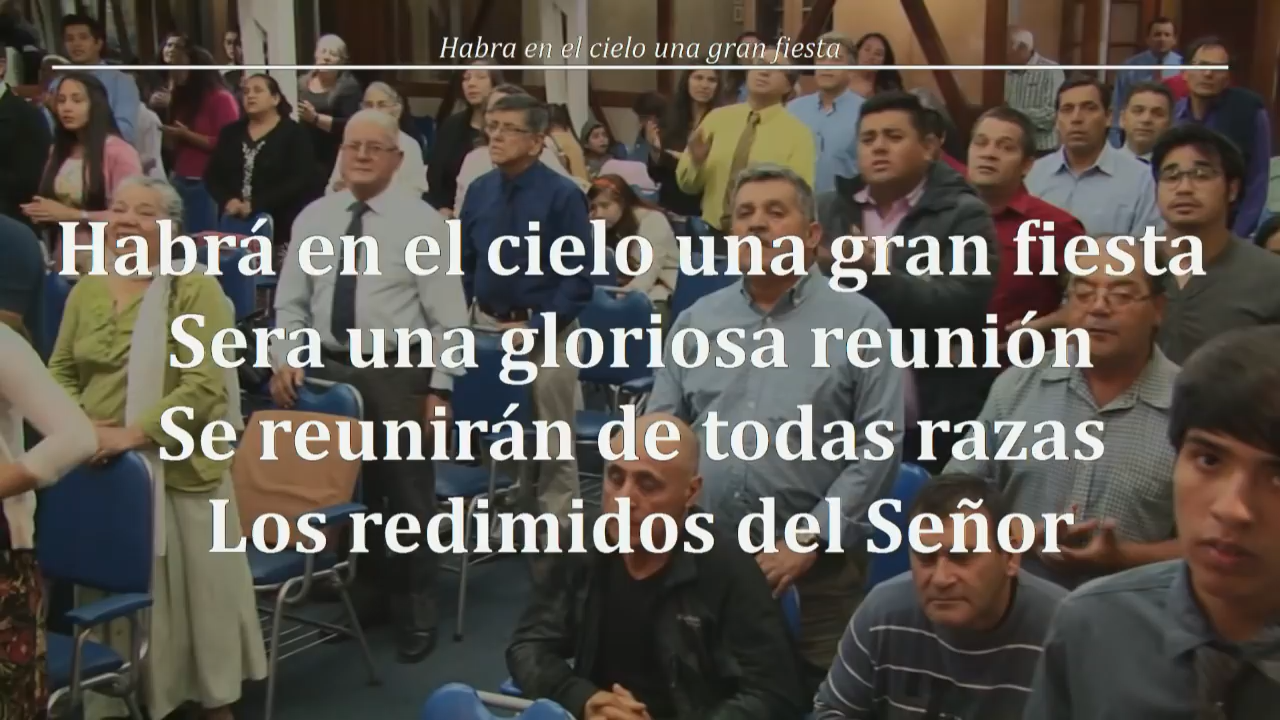 Habra en el cielo una gran fiesta
Habrá en el cielo una gran fiesta
Sera una gloriosa reunión
Se reunirán de todas razas
Los redimidos del Señor